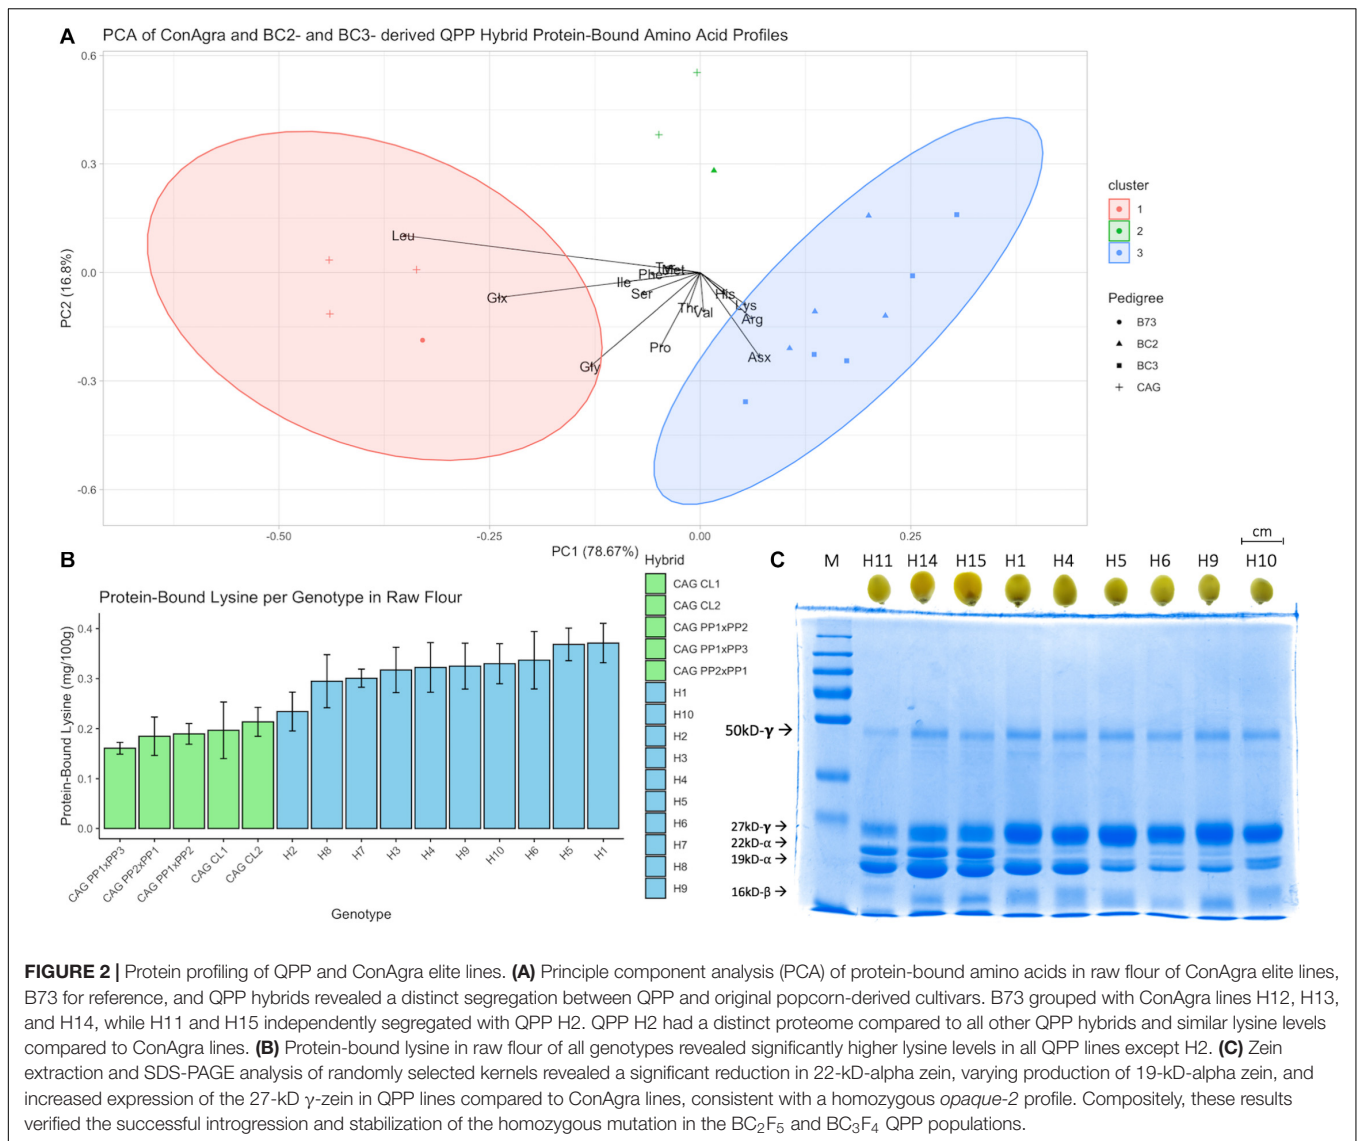 A
PCA of ConAgra and BC2- and BC3- derived QPP Hybrid Protein-Bound Amino Acid Profiles
0.6
0.3
0.0
-0.3
-0.6
PC2 (16.8%)
Leu
Glx
Ile
Phe
Ser
Gly
Pro
Thr
Val
Met
His
Lys
Arg
Asx
-0.50
-0.25
0.00
0.25
PC1 (78.67%)
cluster
1
2
3
Pedigree
B73
BC2
BC3
CAG
B
Protein-Bound Lysine per Genotype in Raw Flour
Protein-Bound Lysine (mg/100g)
0.4
0.3
0.2
0.1
0.0
CAG PP1xPP3
CAG PP2xPP1
CAG PP1xPP2
CAG CL1
CAG CL2
H2
H8
H7
H3
H4
H9
H10
H6
H5
H1
Genotype
Hybrid
CAG CL1
CAG CL2
CAG PP1xPP2
CAG PP1xPP3
CAG PP2xPP1
H1
H10
H2
H3
H4
H5
H6
H7
H8
H9
C
cm
M H11 H14 H15 H1 H4 H5 H6 H9 H10
50kD-γ
27kD-γ
22kD-α
19kD-α
16kD-β
FIGURE 2 | Protein profiling of QPP and ConAgra elite lines. (A) Principle component analysis (PCA) of protein-bound amino acids in raw flour of ConAgra elite lines,
B73 for reference, and QPP hybrids revealed a distinct segregation between QPP and original popcorn-derived cultivars. B73 grouped with ConAgra lines H12, H13,
and H14, while H11 and H15 independently segregated with QPP H2. QPP H2 had a distinct proteome compared to all other QPP hybrids and similar lysine levels
compared to ConAgra lines. (B) Protein-bound lysine in raw flour of all genotypes revealed significantly higher lysine levels in all QPP lines except H2. (C) Zein
extraction and SDS-PAGE analysis of randomly selected kernels revealed a significant reduction in 22-kD-alpha zein, varying production of 19-kD-alpha zein, and
increased expression of the 27-kD γ-zein in QPP lines compared to ConAgra lines, consistent with a homozygous opaque-2 profile. Compositely, these results
verified the successful introgression and stabilization of the homozygous mutation in the BC2F5 and BC3F4 QPP populations.